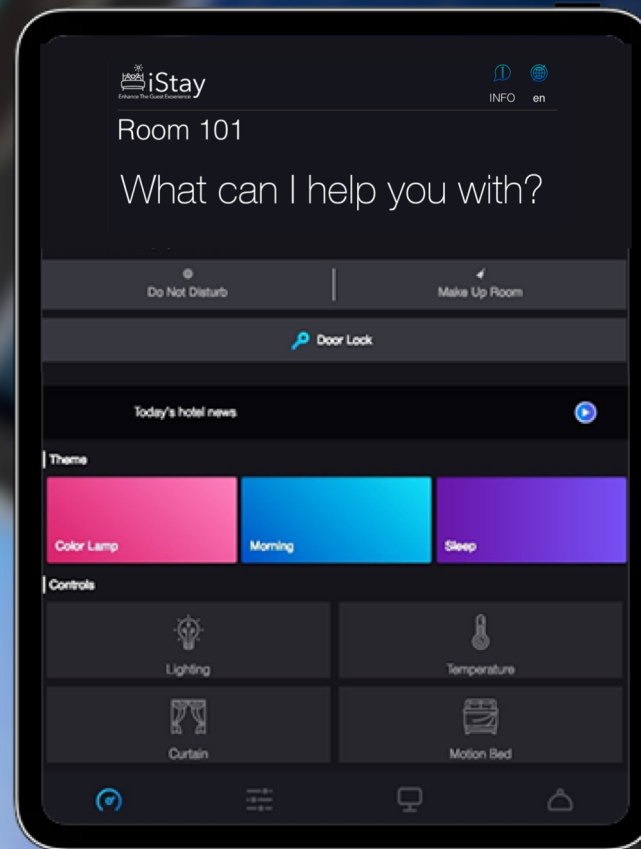 iStay
Enhance The Guest Experience
INFO
en
Room 101
What can I help you with?
Do Not Disturb
Make Up Room
Door Lock
Today's hotel news
Theme
Color Lamp
Morning
Sleep
Controls
Lighting
Temperature
Curtain
Motion Bed